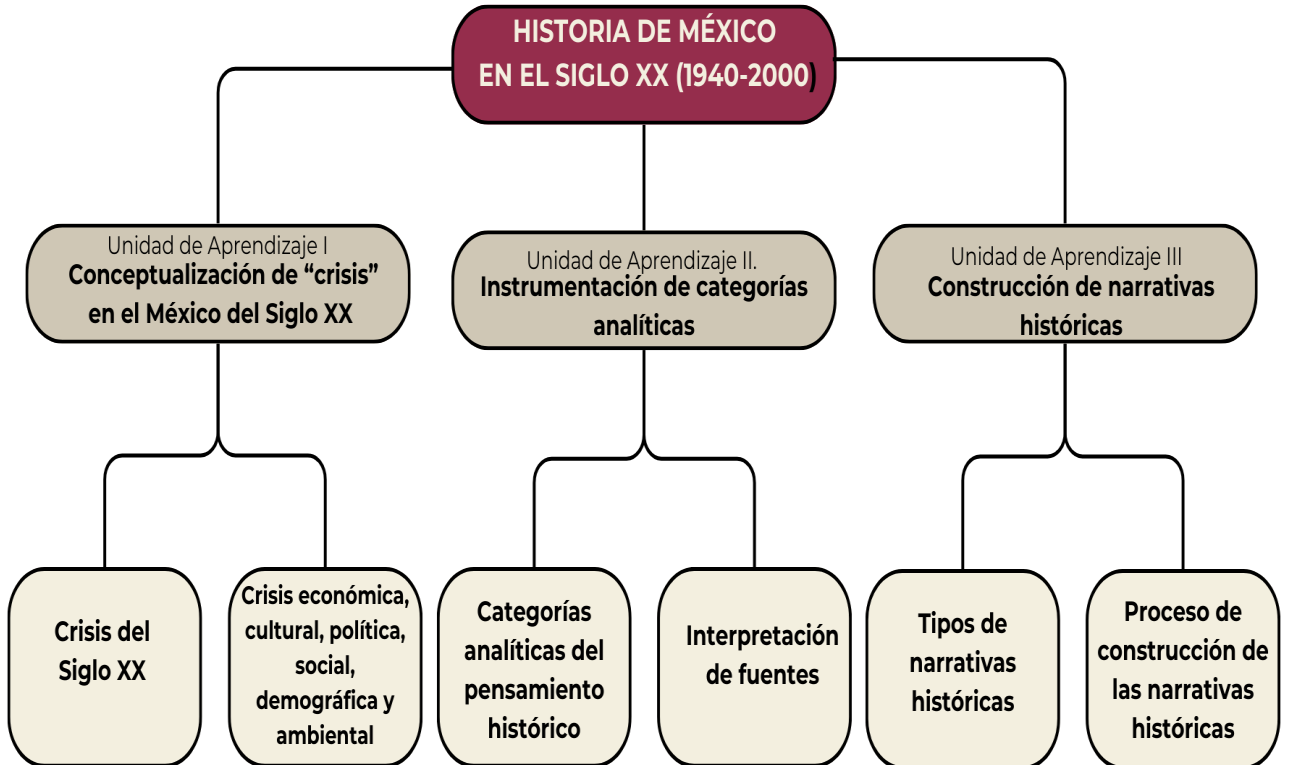 HISTORIA DE MÉXICO
EN EL SIGLO XX (1940-2000)
Unidad de Aprendizaje I
Conceptualización de “crisis”
en el México del Siglo XX
Unidad de Aprendizaje II.
Instrumentación de categorías
analíticas
Unidad de Aprendizaje III
Construcción de narrativas
históricas
Crisis del
Siglo XX
Crisis económica,
cultural, política,
social,
demográfica y
ambiental
Categorías
analíticas del
pensamiento
histórico
Interpretación
de fuentes
Tipos de
narrativas
históricas
Proceso de
construcción de
las narrativas
históricas